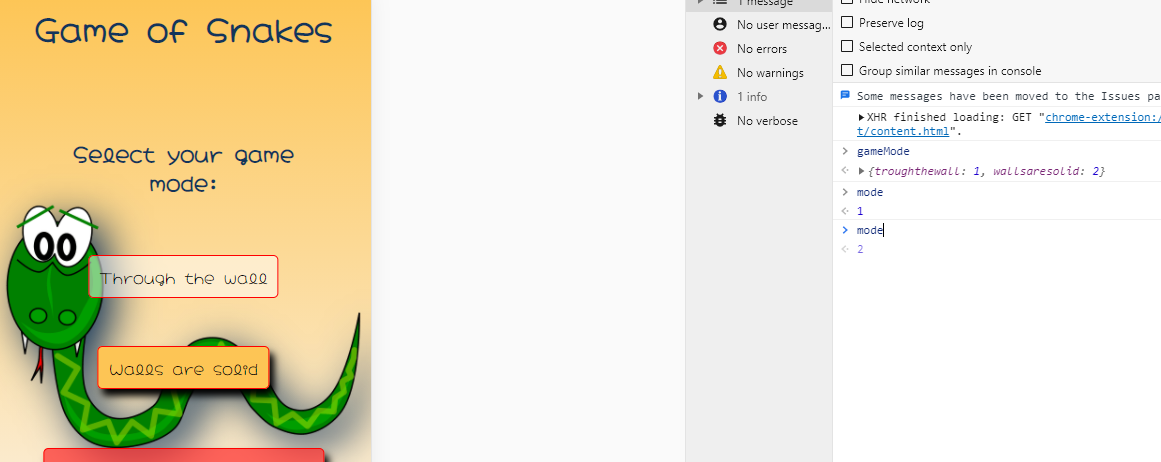 Game of Snakes
Select your game
mode:
Through the wall
Walls are solid
1 message
No user messag...
No errors
No warnings
1 info
No verbose
Hide network
Preserve log
Selected context only
Group similar messages in console
Some messages have been moved to the Issues pa
XHR finished loading: GET "chrome-extension:/
t/content.html".
gameMode
{troughthewall: 1, wallsaresolid: 2}
mode
1
mode
2